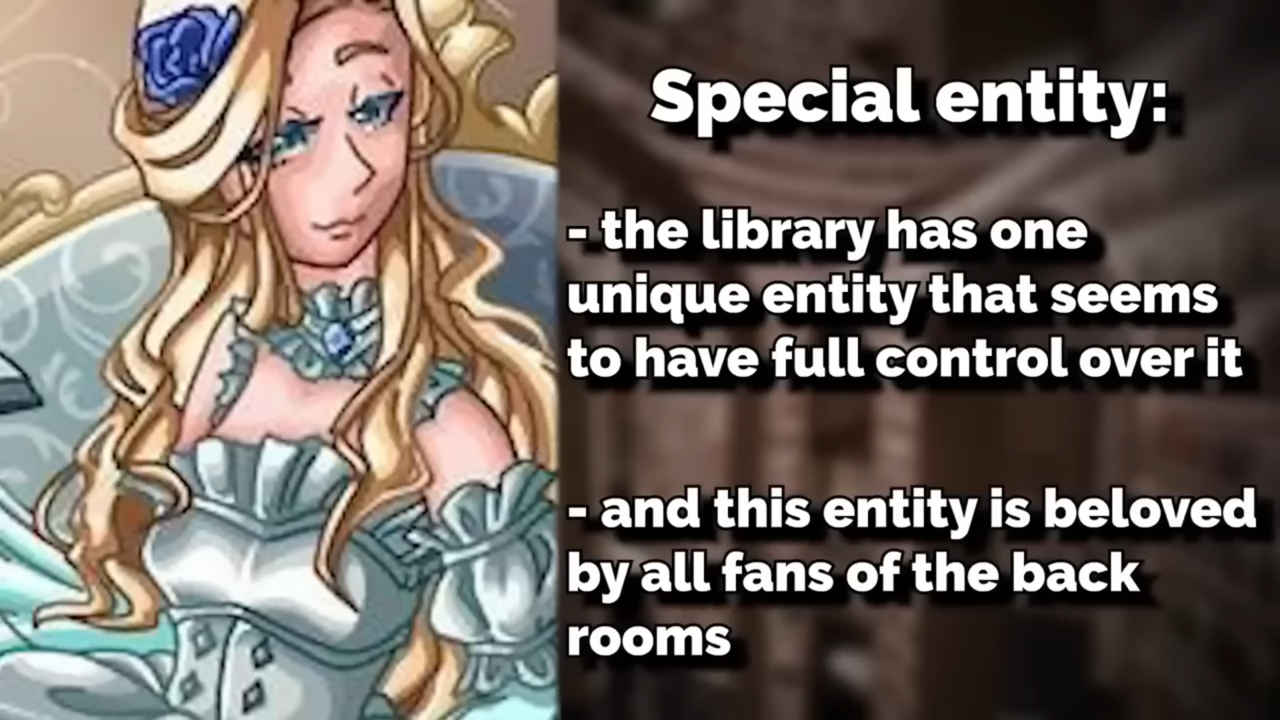 Special entity:
- the library has one
unique entity that seems
to have full control over it
- and this entity is beloved
by all fans of the back
rooms